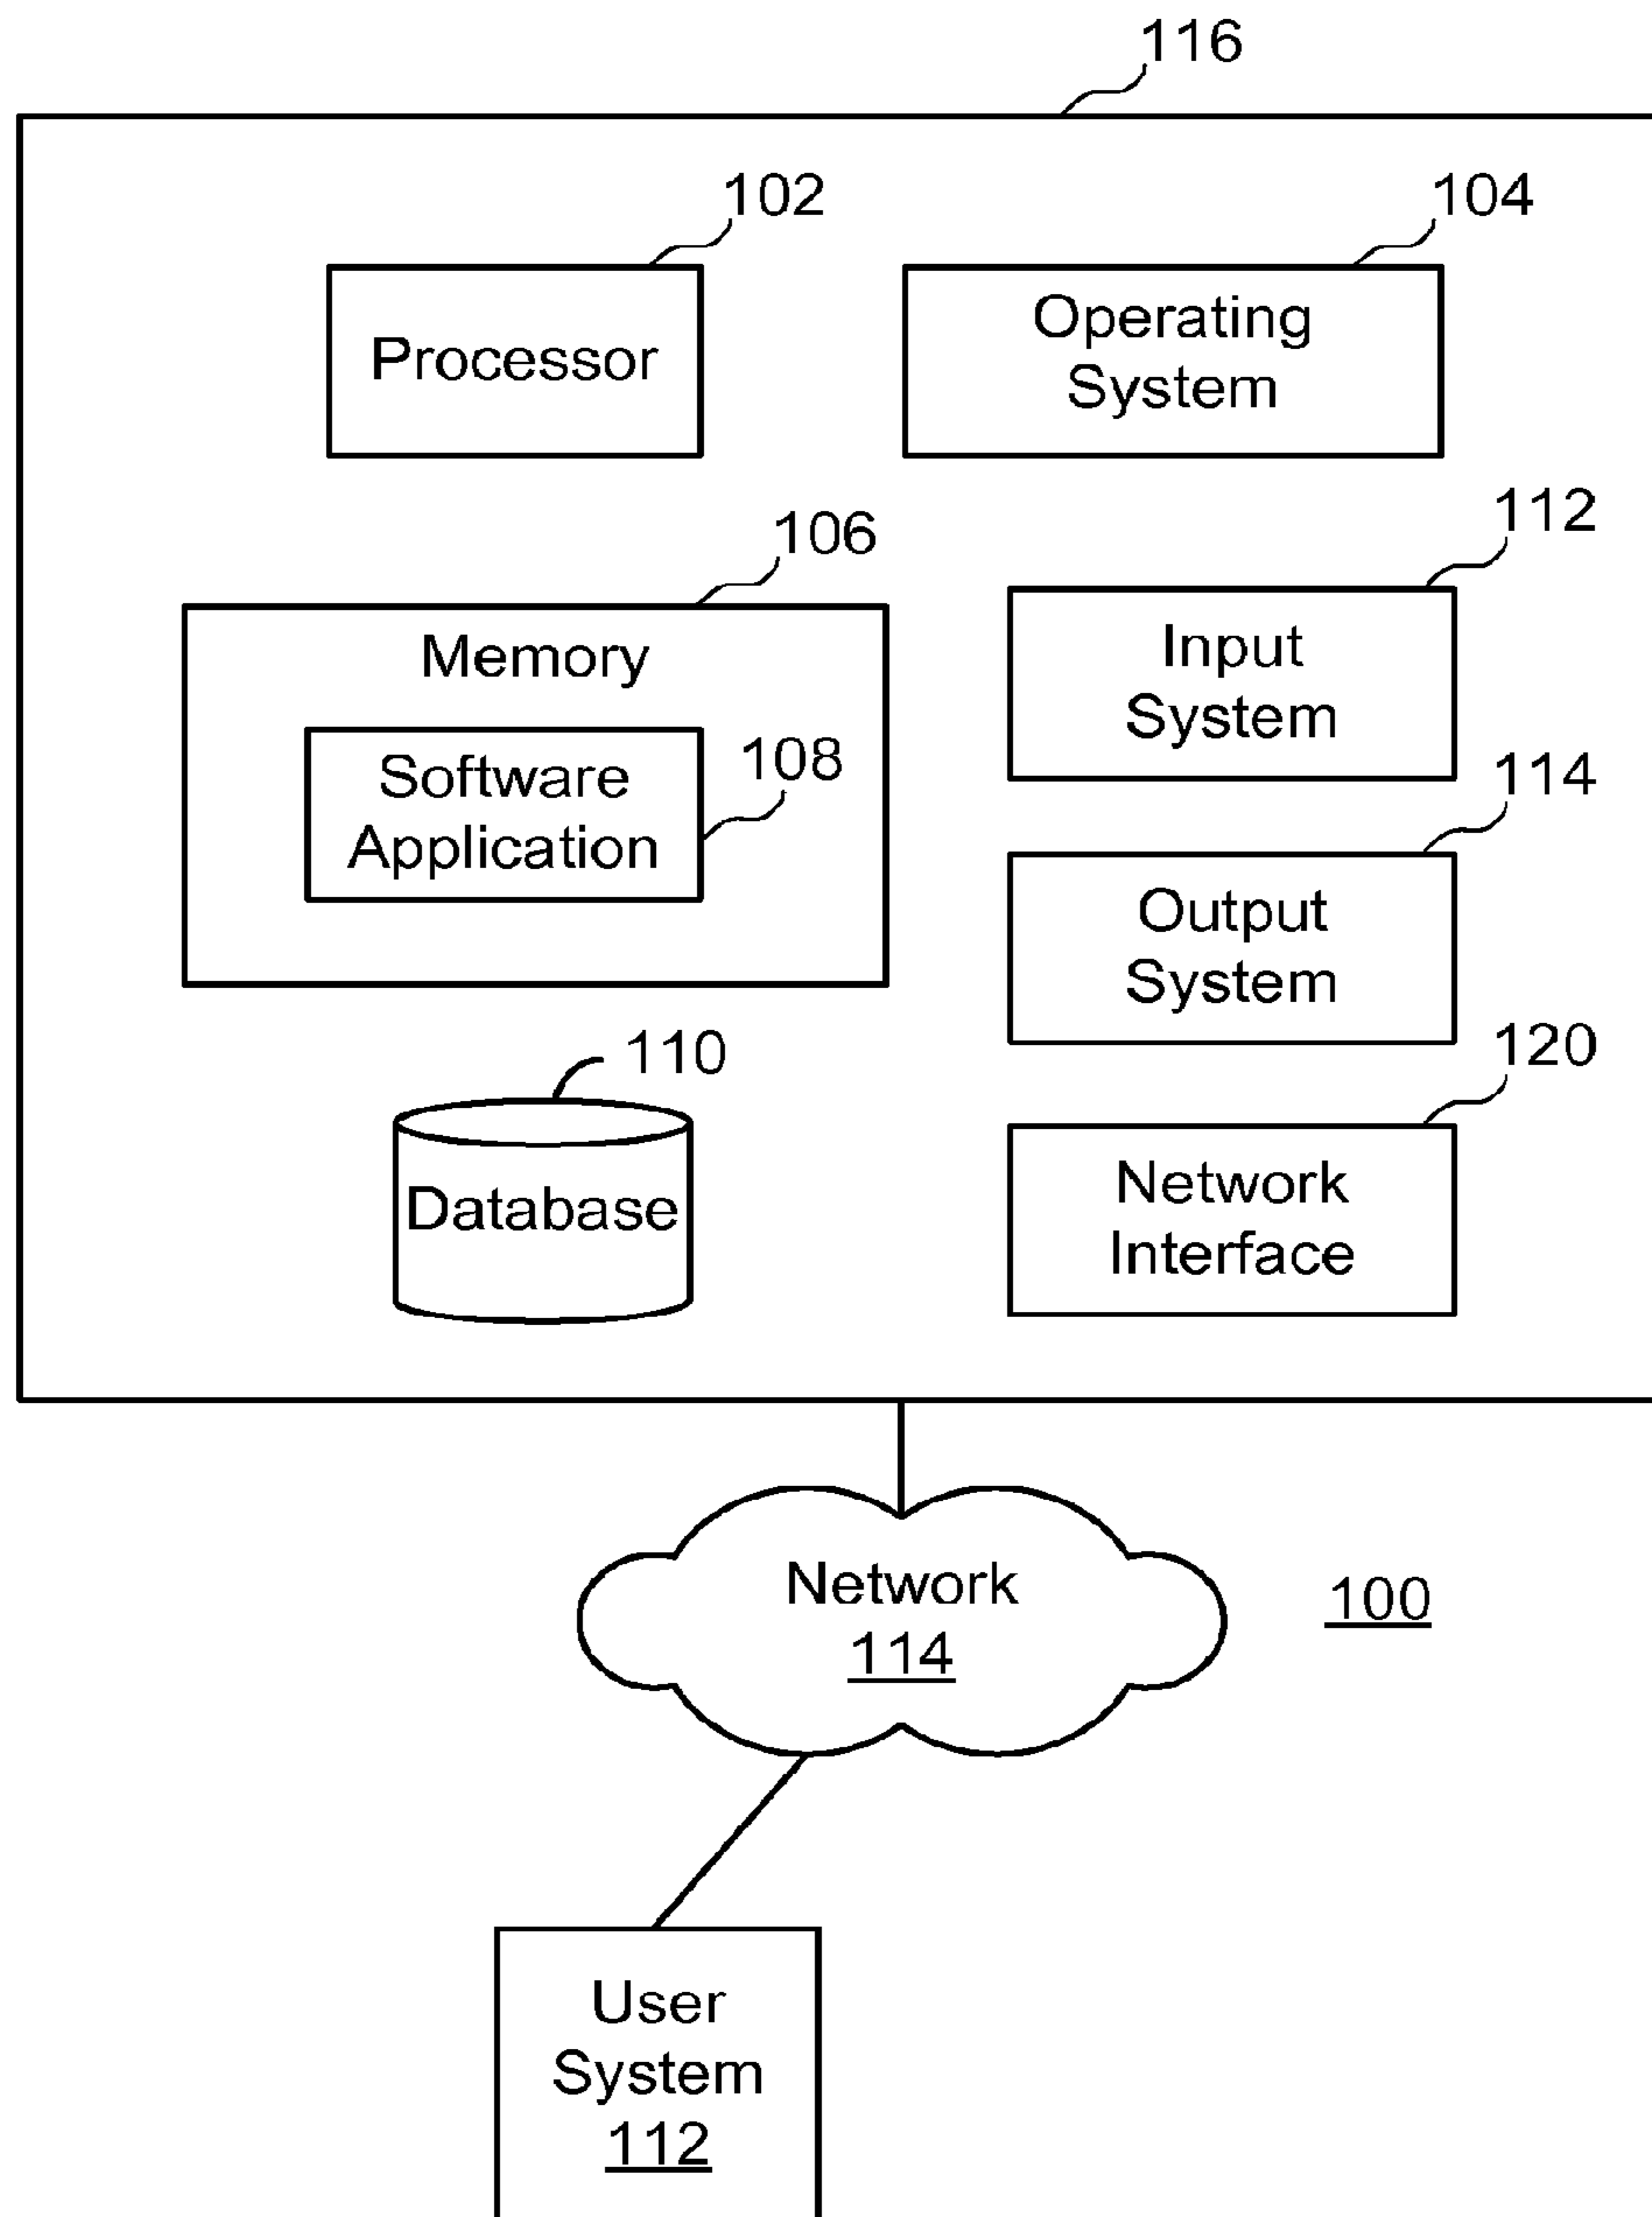 116
102
104
Processor
Operating
System
106
112
Memory
Input
System
Software
Application
108
114
Output
System
110
120
Database
Network
Interface
Network
114
100
User
System
112